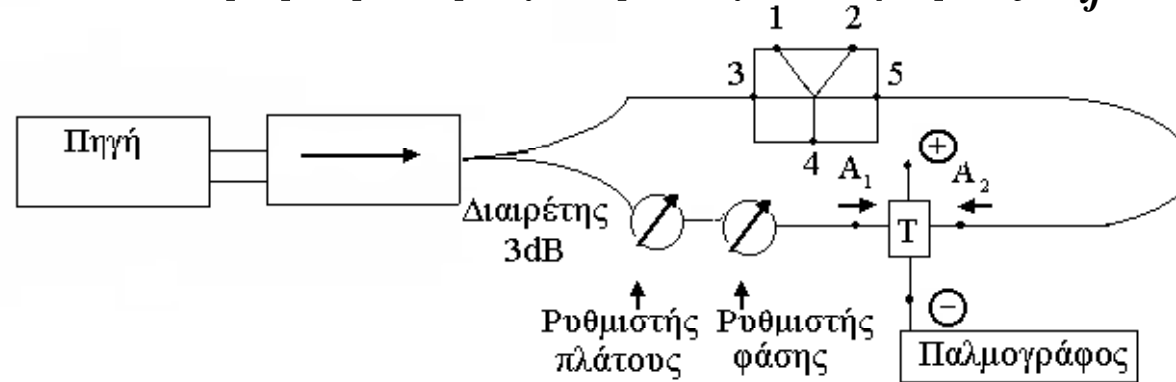 1 2
3 5
Πηγή
4
A₁ A₂
+
Διαιρέτης
3dB
T
−
Ρυθμιστής
πλάτους
Ρυθμιστής
φάσης
Παλμογράφος